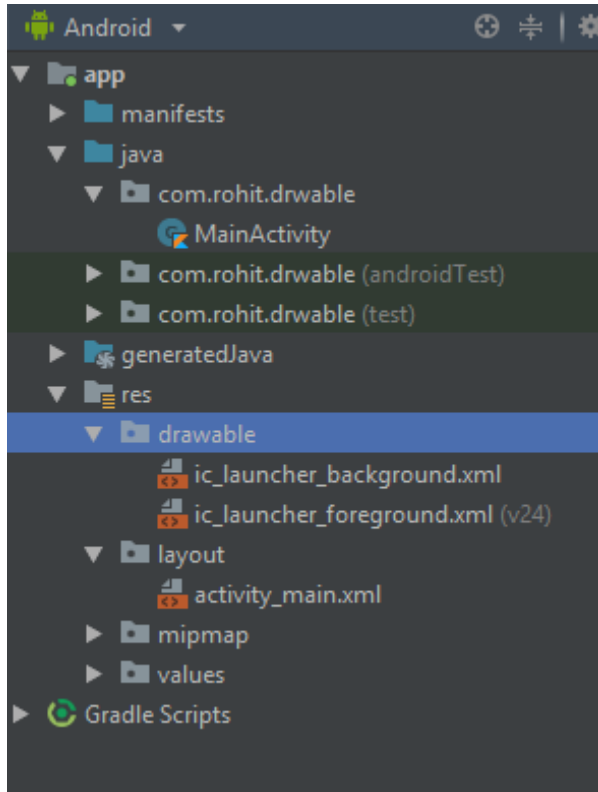 Android
app
manifests
java
com.rohit.drwable
MainActivity
com.rohit.drwable (androidTest)
com.rohit.drwable (test)
generatedJava
res
drawable
ic_launcher_background.xml
ic_launcher_foreground.xml (v24)
layout
activity_main.xml
mipmap
values
Gradle Scripts